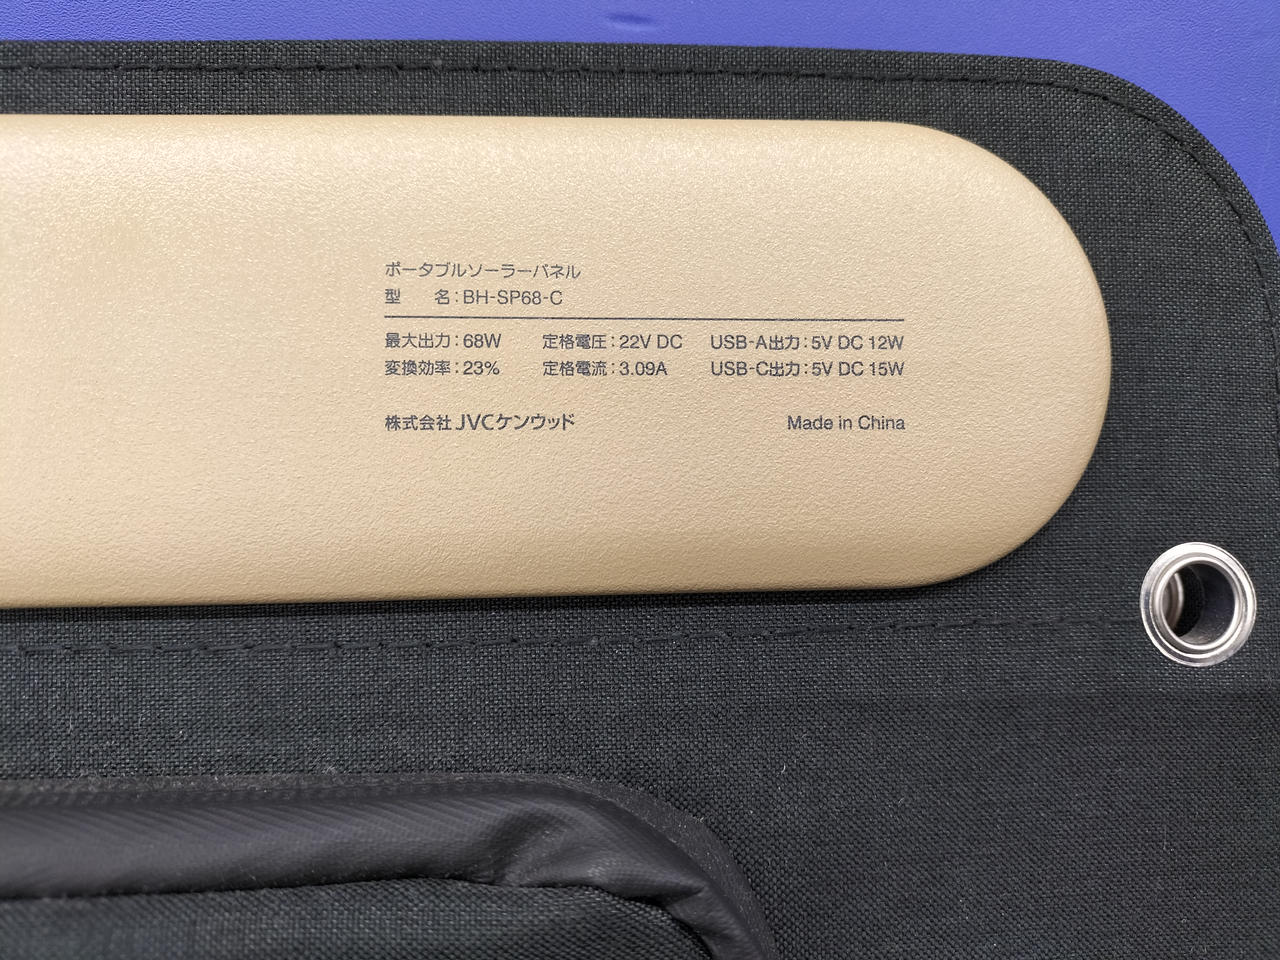 ポータブルソーラーパネル
型　名：BH-SP68-C
最大出力：68W　定格電圧：22V DC　USB-A出力：5V DC 12W
変換効率：23%　定格電流：3.09A　USB-C出力：5V DC 15W
株式会社 JVCケンウッド　Made in China